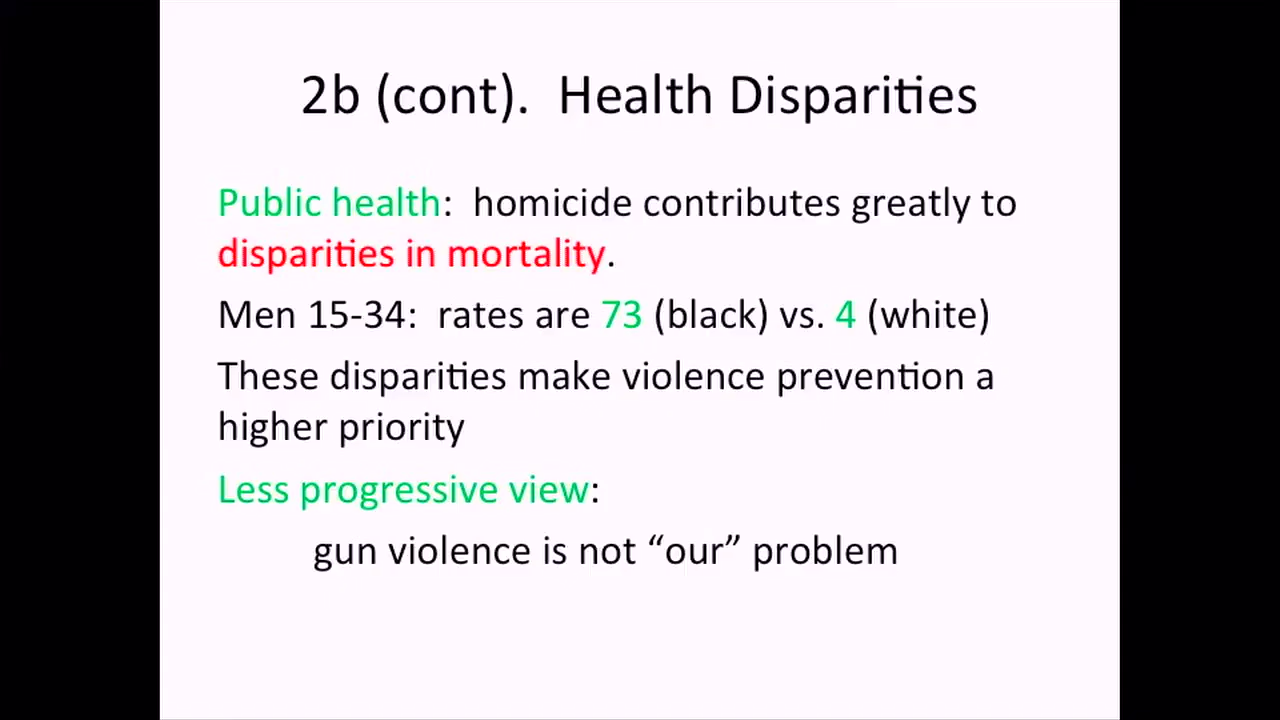 2b (cont).  Health Disparities
Public health:  homicide contributes greatly to
disparities in mortality.
Men 15-34:  rates are 73 (black) vs. 4 (white)
These disparities make violence prevention a
higher priority
Less progressive view:
gun violence is not “our” problem